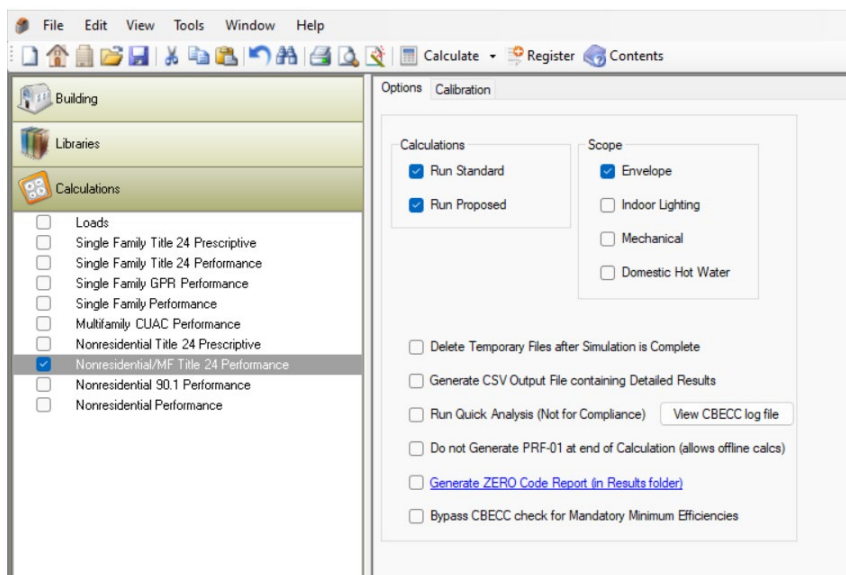 File Edit View Tools Window Help
Calculate Register Contents
Building
Libraries
Calculations
Loads
Single Family Title 24 Prescriptive
Single Family Title 24 Performance
Single Family GPR Performance
Single Family Performance
Multifamily CUAC Performance
Nonresidential Title 24 Prescriptive
Nonresidential/MF Title 24 Performance
Nonresidential 90.1 Performance
Nonresidential Performance
Options Calibration
Calculations
Run Standard
Run Proposed
Scope
Envelope
Indoor Lighting
Mechanical
Domestic Hot Water
Delete Temporary Files after Simulation is Complete
Generate CSV Output File containing Detailed Results
Run Quick Analysis (Not for Compliance) View CBECC log file
Do not Generate PRF-01 at end of Calculation (allows offline calcs)
Generate ZERO Code Report (in Results folder)
Bypass CBECC check for Mandatory Minimum Efficiencies